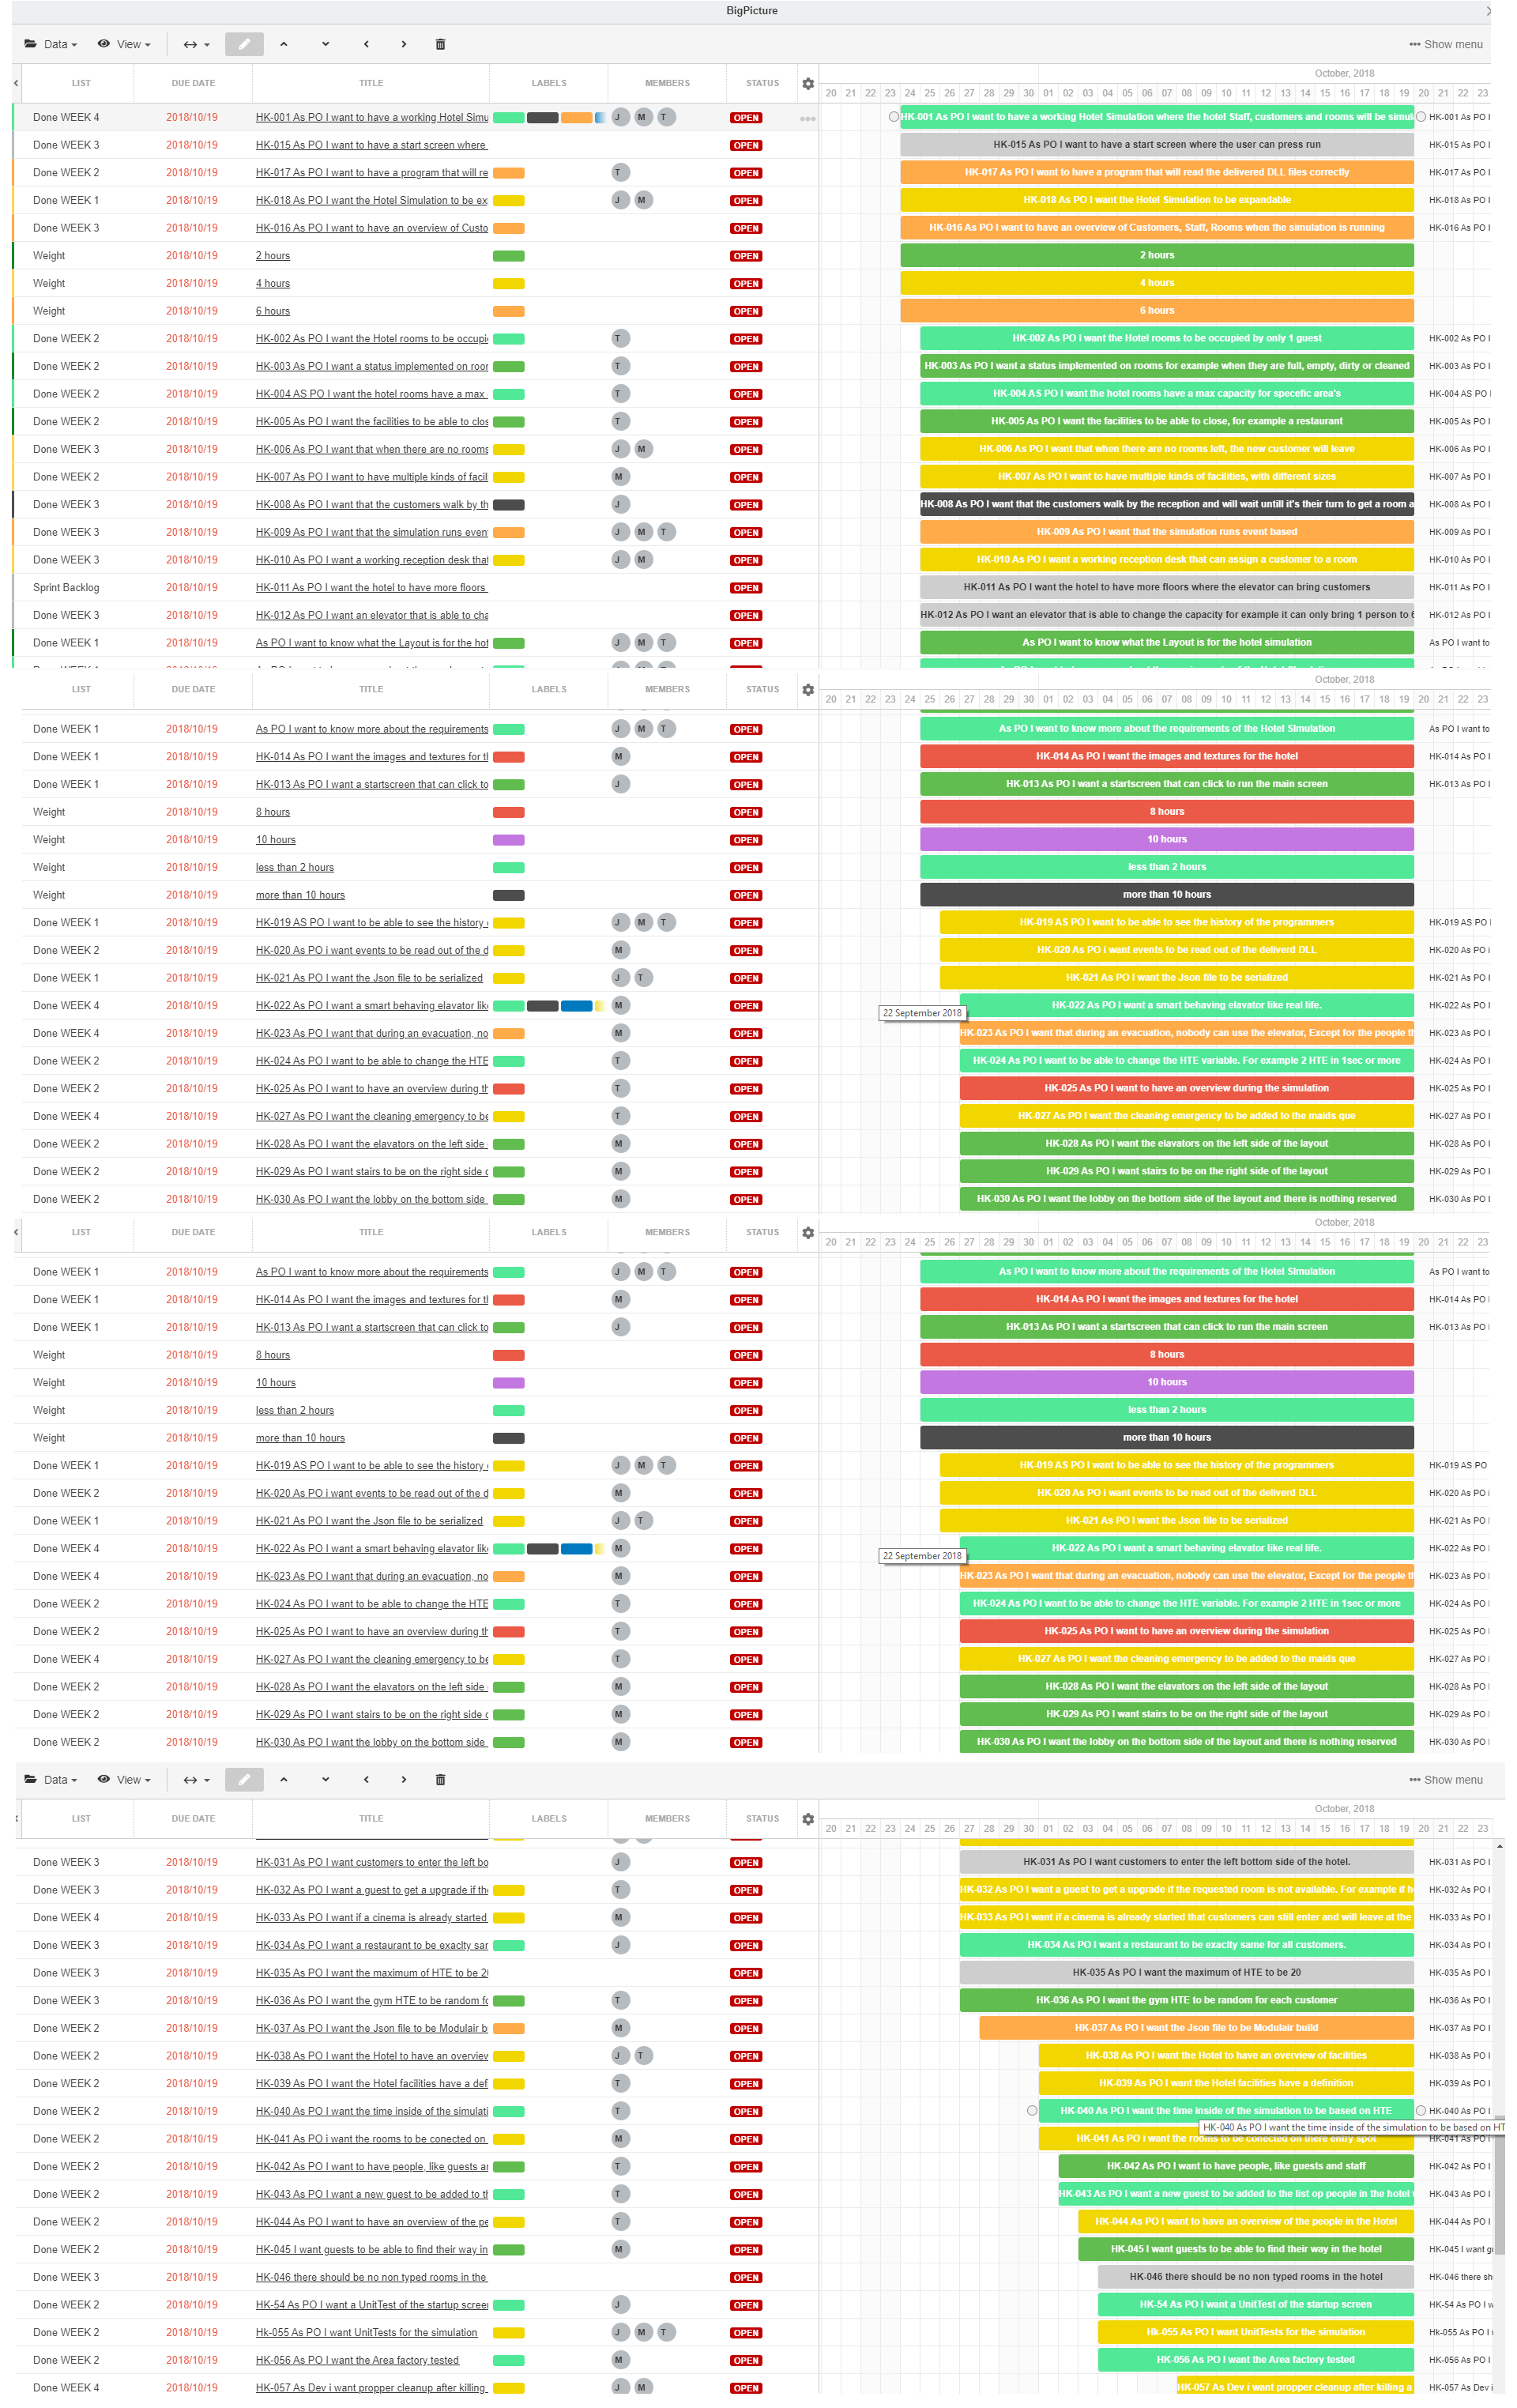 BigPicture
Data View Show menu
LIST DUE DATE TITLE LABELS MEMBERS STATUS October, 2018
20 21 22 23 24 25 26 27 28 29 30 01 02 03 04 05 06 07 08 09 10 11 12 13 14 15 16 17 18 19 20 21 22 23
Done WEEK 4 2018/10/19 HK-001 As PO I want to have a working Hotel Simu J M T OPEN HK-001 As PO I want to have a working Hotel Simulation where the hotel Staff, customers and rooms will be simul HK-001 As PO I
Done WEEK 3 2018/10/19 HK-015 As PO I want to have a start screen where OPEN HK-015 As PO I want to have a start screen where the user can press run HK-015 As PO I
Done WEEK 2 2018/10/19 HK-017 As PO I want to have a program that will re T OPEN HK-017 As PO I want to have a program that will read the delivered DLL files correctly HK-017 As PO I
Done WEEK 1 2018/10/19 HK-018 As PO I want the Hotel Simulation to be ex J M OPEN HK-018 As PO I want the Hotel Simulation to be expandable HK-018 As PO I
Done WEEK 3 2018/10/19 HK-016 As PO I want to have an overview of Custo OPEN HK-016 As PO I want to have an overview of Customers, Staff, Rooms when the simulation is running HK-016 As PO I
Weight 2018/10/19 2 hours OPEN 2 hours
Weight 2018/10/19 4 hours OPEN 4 hours
Weight 2018/10/19 6 hours OPEN 6 hours
Done WEEK 2 2018/10/19 HK-002 As PO I want the Hotel rooms to be occupi T OPEN HK-002 As PO I want the Hotel rooms to be occupied by only 1 guest HK-002 As PO I
Done WEEK 2 2018/10/19 HK-003 As PO I want a status implemented on roor T OPEN HK-003 As PO I want a status implemented on rooms for example when they are full, empty, dirty or cleaned HK-003 As PO I
Done WEEK 2 2018/10/19 HK-004 AS PO I want the hotel rooms have a max T OPEN HK-004 AS PO I want the hotel rooms have a max capacity for specefic area's HK-004 AS PO I
Done WEEK 2 2018/10/19 HK-005 As PO I want the facilities to be able to clos T OPEN HK-005 As PO I want the facilities to be able to close, for example a restaurant HK-005 As PO I
Done WEEK 3 2018/10/19 HK-006 As PO I want that when there are no rooms J M OPEN HK-006 As PO I want that when there are no rooms left, the new customer will leave HK-006 As PO I
Done WEEK 2 2018/10/19 HK-007 As PO I want to have multiple kinds of facil M OPEN HK-007 As PO I want to have multiple kinds of facilities, with different sizes HK-007 As PO I
Done WEEK 3 2018/10/19 HK-008 As PO I want that the customers walk by th J OPEN HK-008 As PO I want that the customers walk by the reception and will wait untill it's their turn to get a room a HK-008 As PO I
Done WEEK 3 2018/10/19 HK-009 As PO I want that the simulation runs even J M T OPEN HK-009 As PO I want that the simulation runs event based HK-009 As PO I
Done WEEK 3 2018/10/19 HK-010 As PO I want a working reception desk that J M OPEN HK-010 As PO I want a working reception desk that can assign a customer to a room HK-010 As PO I
Sprint Backlog 2018/10/19 HK-011 As PO I want the hotel to have more floors OPEN HK-011 As PO I want the hotel to have more floors where the elevator can bring customers HK-011 As PO I
Done WEEK 3 2018/10/19 HK-012 As PO I want an elevator that is able to cha OPEN HK-012 As PO I want an elevator that is able to change the capacity for example it can only bring 1 person to 6 HK-012 As PO I
Done WEEK 1 2018/10/19 As PO I want to know what the Layout is for the hot J M T OPEN As PO I want to know what the Layout is for the hotel simulation As PO I want to
LIST DUE DATE TITLE LABELS MEMBERS STATUS October, 2018
20 21 22 23 24 25 26 27 28 29 30 01 02 03 04 05 06 07 08 09 10 11 12 13 14 15 16 17 18 19 20 21 22 23
Done WEEK 1 2018/10/19 As PO I want to know more about the requirements J M T OPEN As PO I want to know more about the requirements of the Hotel SImulation As PO I want to
Done WEEK 1 2018/10/19 HK-014 As PO I want the images and textures for tl M OPEN HK-014 As PO I want the images and textures for the hotel HK-014 As PO I
Done WEEK 1 2018/10/19 HK-013 As PO I want a startscreen that can click to J OPEN HK-013 As PO I want a startscreen that can click to run the main screen HK-013 As PO I
Weight 2018/10/19 8 hours OPEN 8 hours
Weight 2018/10/19 10 hours OPEN 10 hours
Weight 2018/10/19 less than 2 hours OPEN less than 2 hours
Weight 2018/10/19 more than 10 hours OPEN more than 10 hours
Done WEEK 1 2018/10/19 HK-019 AS PO I want to be able to see the history J M T OPEN HK-019 AS PO I want to be able to see the history of the programmers HK-019 AS PO I
Done WEEK 2 2018/10/19 HK-020 As PO i want events to be read out of the d M OPEN HK-020 As PO i want events to be read out of the deliverd DLL HK-020 As PO i
Done WEEK 1 2018/10/19 HK-021 As PO I want the Json file to be serialized J T OPEN HK-021 As PO I want the Json file to be serialized HK-021 As PO I
Done WEEK 4 2018/10/19 HK-022 As PO I want a smart behaving elavator lik M OPEN 22 September 2018 HK-022 As PO I want a smart behaving elavator like real life. HK-022 As PO I
Done WEEK 4 2018/10/19 HK-023 As PO I want that during an evacuation, no M OPEN HK-023 As PO I want that during an evacuation, nobody can use the elevator, Except for the people th HK-023 As PO I
Done WEEK 2 2018/10/19 HK-024 As PO I want to be able to change the HTE T OPEN HK-024 As PO I want to be able to change the HTE variable. For example 2 HTE in 1sec or more HK-024 As PO I
Done WEEK 2 2018/10/19 HK-025 As PO I want to have an overview during th T OPEN HK-025 As PO I want to have an overview during the simulation HK-025 As PO I
Done WEEK 4 2018/10/19 HK-027 As PO I want the cleaning emergency to be T OPEN HK-027 As PO I want the cleaning emergency to be added to the maids que HK-027 As PO I
Done WEEK 2 2018/10/19 HK-028 As PO I want the elavators on the left side M OPEN HK-028 As PO I want the elavators on the left side of the layout HK-028 As PO I
Done WEEK 2 2018/10/19 HK-029 As PO I want stairs to be on the right side c M OPEN HK-029 As PO I want stairs to be on the right side of the layout HK-029 As PO I
Done WEEK 2 2018/10/19 HK-030 As PO I want the lobby on the bottom side M OPEN HK-030 As PO I want the lobby on the bottom side of the layout and there is nothing reserved HK-030 As PO I
LIST DUE DATE TITLE LABELS MEMBERS STATUS October, 2018
20 21 22 23 24 25 26 27 28 29 30 01 02 03 04 05 06 07 08 09 10 11 12 13 14 15 16 17 18 19 20 21 22 23
Done WEEK 1 2018/10/19 As PO I want to know more about the requirements J M T OPEN As PO I want to know more about the requirements of the Hotel SImulation As PO I want to
Done WEEK 1 2018/10/19 HK-014 As PO I want the images and textures for tl M OPEN HK-014 As PO I want the images and textures for the hotel HK-014 As PO I
Done WEEK 1 2018/10/19 HK-013 As PO I want a startscreen that can click to J OPEN HK-013 As PO I want a startscreen that can click to run the main screen HK-013 As PO I
Weight 2018/10/19 8 hours OPEN 8 hours
Weight 2018/10/19 10 hours OPEN 10 hours
Weight 2018/10/19 less than 2 hours OPEN less than 2 hours
Weight 2018/10/19 more than 10 hours OPEN more than 10 hours
Done WEEK 1 2018/10/19 HK-019 AS PO I want to be able to see the history J M T OPEN HK-019 AS PO I want to be able to see the history of the programmers HK-019 AS PO
Done WEEK 2 2018/10/19 HK-020 As PO i want events to be read out of the d M OPEN HK-020 As PO i want events to be read out of the deliverd DLL HK-020 As PO i
Done WEEK 1 2018/10/19 HK-021 As PO I want the Json file to be serialized J T OPEN HK-021 As PO I want the Json file to be serialized HK-021 As PO I
Done WEEK 4 2018/10/19 HK-022 As PO I want a smart behaving elavator lik M OPEN 22 September 2018 HK-022 As PO I want a smart behaving elavator like real life. HK-022 As PO I
Done WEEK 4 2018/10/19 HK-023 As PO I want that during an evacuation, no M OPEN HK-023 As PO I want that during an evacuation, nobody can use the elevator, Except for the people th HK-023 As PO I
Done WEEK 2 2018/10/19 HK-024 As PO I want to be able to change the HTE T OPEN HK-024 As PO I want to be able to change the HTE variable. For example 2 HTE in 1sec or more HK-024 As PO I
Done WEEK 2 2018/10/19 HK-025 As PO I want to have an overview during th T OPEN HK-025 As PO I want to have an overview during the simulation HK-025 As PO I
Done WEEK 4 2018/10/19 HK-027 As PO I want the cleaning emergency to be T OPEN HK-027 As PO I want the cleaning emergency to be added to the maids que HK-027 As PO I
Done WEEK 2 2018/10/19 HK-028 As PO I want the elavators on the left side M OPEN HK-028 As PO I want the elavators on the left side of the layout HK-028 As PO I
Done WEEK 2 2018/10/19 HK-029 As PO I want stairs to be on the right side c M OPEN HK-029 As PO I want stairs to be on the right side of the layout HK-029 As PO I
Done WEEK 2 2018/10/19 HK-030 As PO I want the lobby on the bottom side M OPEN HK-030 As PO I want the lobby on the bottom side of the layout and there is nothing reserved HK-030 As PO I
Data View Show menu
LIST DUE DATE TITLE LABELS MEMBERS STATUS October, 2018
20 21 22 23 24 25 26 27 28 29 30 01 02 03 04 05 06 07 08 09 10 11 12 13 14 15 16 17 18 19 20 21 22 23
Done WEEK 3 2018/10/19 HK-031 As PO I want customers to enter the left bo J OPEN HK-031 As PO I want customers to enter the left bottom side of the hotel. HK-031 As PO I
Done WEEK 3 2018/10/19 HK-032 As PO I want a guest to get a upgrade if the T OPEN HK-032 As PO I want a guest to get a upgrade if the requested room is not available. For example if h HK-032 As PO I
Done WEEK 4 2018/10/19 HK-033 As PO I want if a cinema is already started M OPEN HK-033 As PO I want if a cinema is already started that customers can still enter and will leave at the HK-033 As PO I
Done WEEK 3 2018/10/19 HK-034 As PO I want a restaurant to be exaclty sar J OPEN HK-034 As PO I want a restaurant to be exaclty same for all customers. HK-034 As PO I
Done WEEK 3 2018/10/19 HK-035 As PO I want the maximum of HTE to be 2( OPEN HK-035 As PO I want the maximum of HTE to be 20 HK-035 As PO I
Done WEEK 3 2018/10/19 HK-036 As PO I want the gym HTE to be random fc T OPEN HK-036 As PO I want the gym HTE to be random for each customer HK-036 As PO I
Done WEEK 2 2018/10/19 HK-037 As PO I want the Json file to be Modulair b M OPEN HK-037 As PO I want the Json file to be Modulair build HK-037 As PO I
Done WEEK 2 2018/10/19 HK-038 As PO I want the Hotel to have an overview J T OPEN HK-038 As PO I want the Hotel to have an overview of facilities HK-038 As PO I
Done WEEK 2 2018/10/19 HK-039 As PO I want the Hotel facilities have a def T OPEN HK-039 As PO I want the Hotel facilities have a definition HK-039 As PO I
Done WEEK 2 2018/10/19 HK-040 As PO I want the time inside of the simulati T OPEN HK-040 As PO I want the time inside of the simulation to be based on HTE HK-040 As PO I
HK-040 As PO I want the time inside of the simulation to be based on HT
Done WEEK 2 2018/10/19 HK-041 As PO i want the rooms to be conected on M OPEN HK-041 As PO i want the rooms to be conected on there entry spot HK-041 As PO i
Done WEEK 2 2018/10/19 HK-042 As PO I want to have people, like guests ar T OPEN HK-042 As PO I want to have people, like guests and staff HK-042 As PO I
Done WEEK 2 2018/10/19 HK-043 As PO I want a new guest to be added to tl T OPEN HK-043 As PO I want a new guest to be added to the list op people in the hotel HK-043 As PO I
Done WEEK 2 2018/10/19 HK-044 As PO I want to have an overview of the pe T OPEN HK-044 As PO I want to have an overview of the people in the Hotel HK-044 As PO I
Done WEEK 2 2018/10/19 HK-045 I want guests to be able to find their way in M OPEN HK-045 I want guests to be able to find their way in the hotel HK-045 I want gu
Done WEEK 3 2018/10/19 HK-046 there should be no non typed rooms in the OPEN HK-046 there should be no non typed rooms in the hotel HK-046 there sh
Done WEEK 2 2018/10/19 HK-54 As PO I want a UnitTest of the startup screei J OPEN HK-54 As PO I want a UnitTest of the startup screen HK-54 As PO I w
Done WEEK 2 2018/10/19 Hk-055 As PO I want UnitTests for the simulation J M T OPEN Hk-055 As PO I want UnitTests for the simulation Hk-055 As PO I
Done WEEK 2 2018/10/19 HK-056 As PO I want the Area factory tested M OPEN HK-056 As PO I want the Area factory tested HK-056 As PO I
Done WEEK 4 2018/10/19 HK-057 As Dev i want propper cleanup after killing J M OPEN HK-057 As Dev i want propper cleanup after killing a HK-057 As Dev i